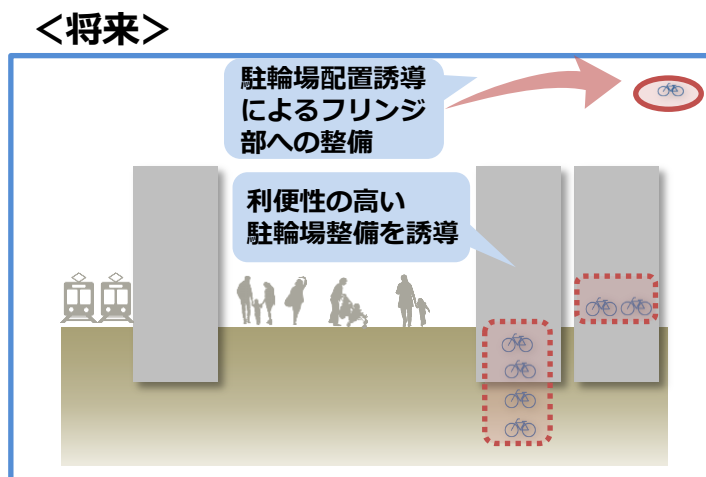 ＜将来＞
駐輪場配置誘導
によるフリンジ
部への整備
利便性の高い
駐輪場整備を誘導